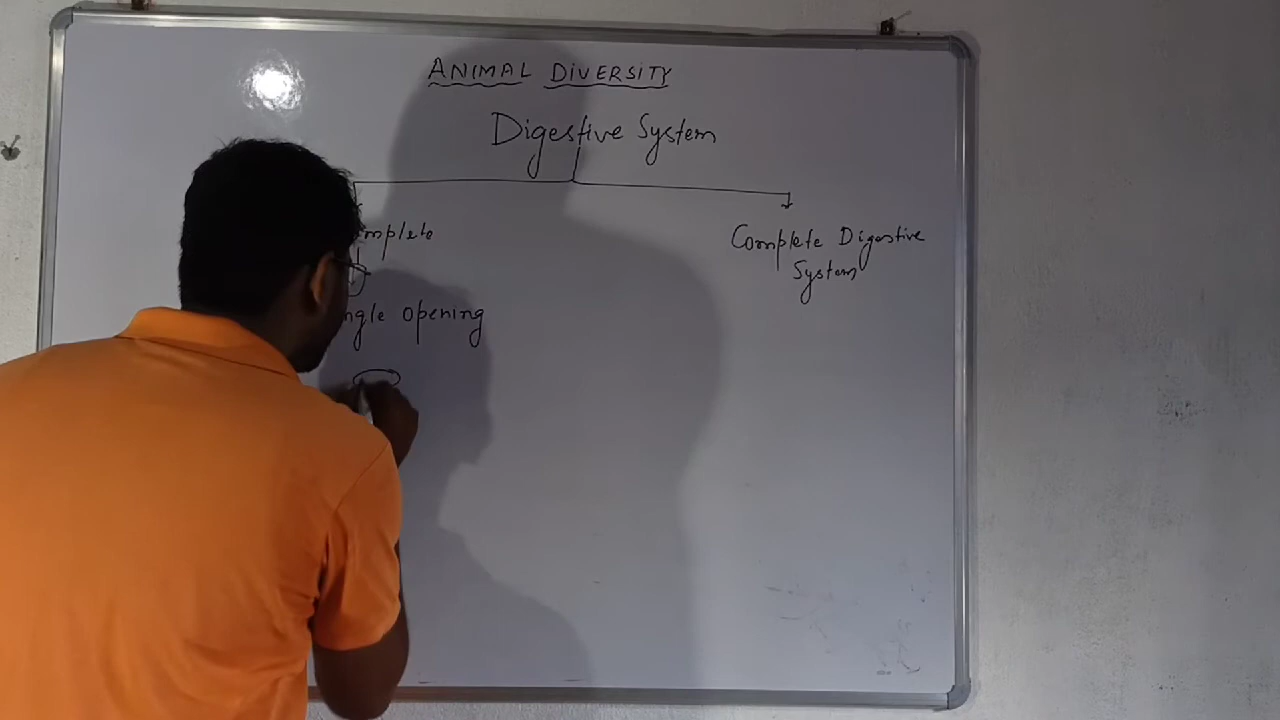 ANIMAL DIVERSITY
Digestive System
mplete
Complete Digestive
System
ngle opening